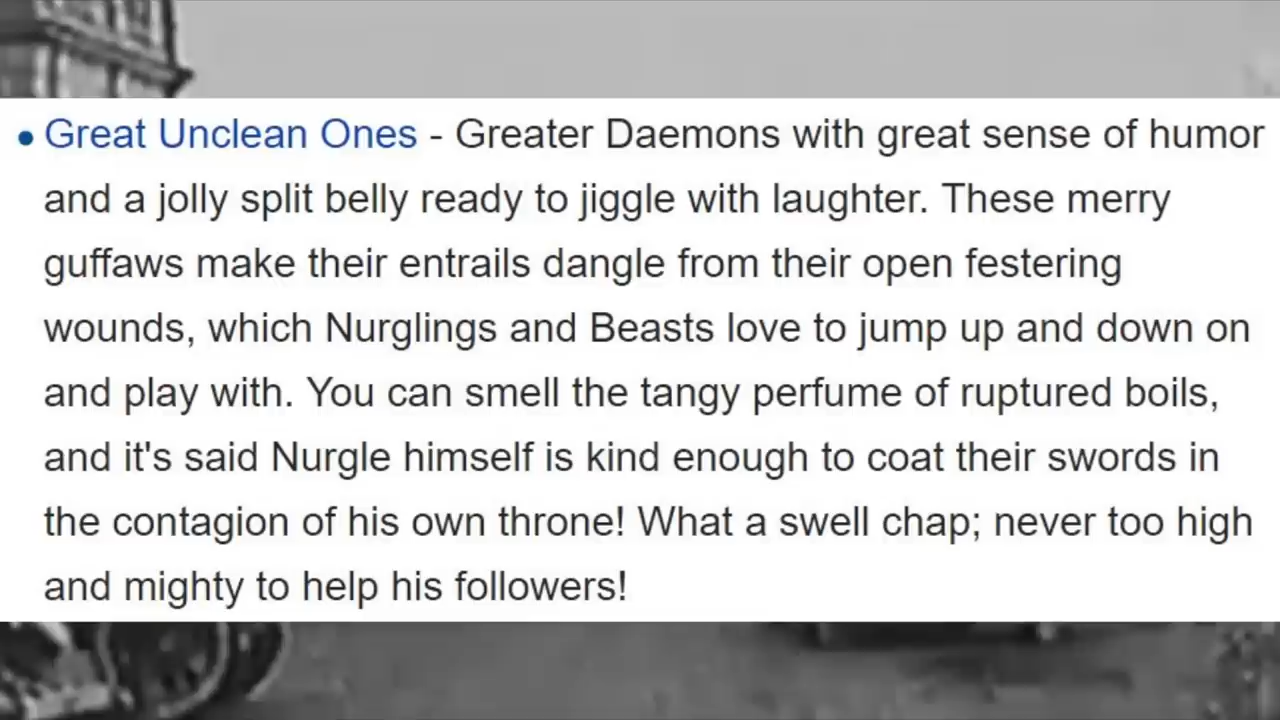 • Great Unclean Ones - Greater Daemons with great sense of humor
and a jolly split belly ready to jiggle with laughter. These merry
guffaws make their entrails dangle from their open festering
wounds, which Nurglings and Beasts love to jump up and down on
and play with. You can smell the tangy perfume of ruptured boils,
and it's said Nurgle himself is kind enough to coat their swords in
the contagion of his own throne! What a swell chap; never too high
and mighty to help his followers!